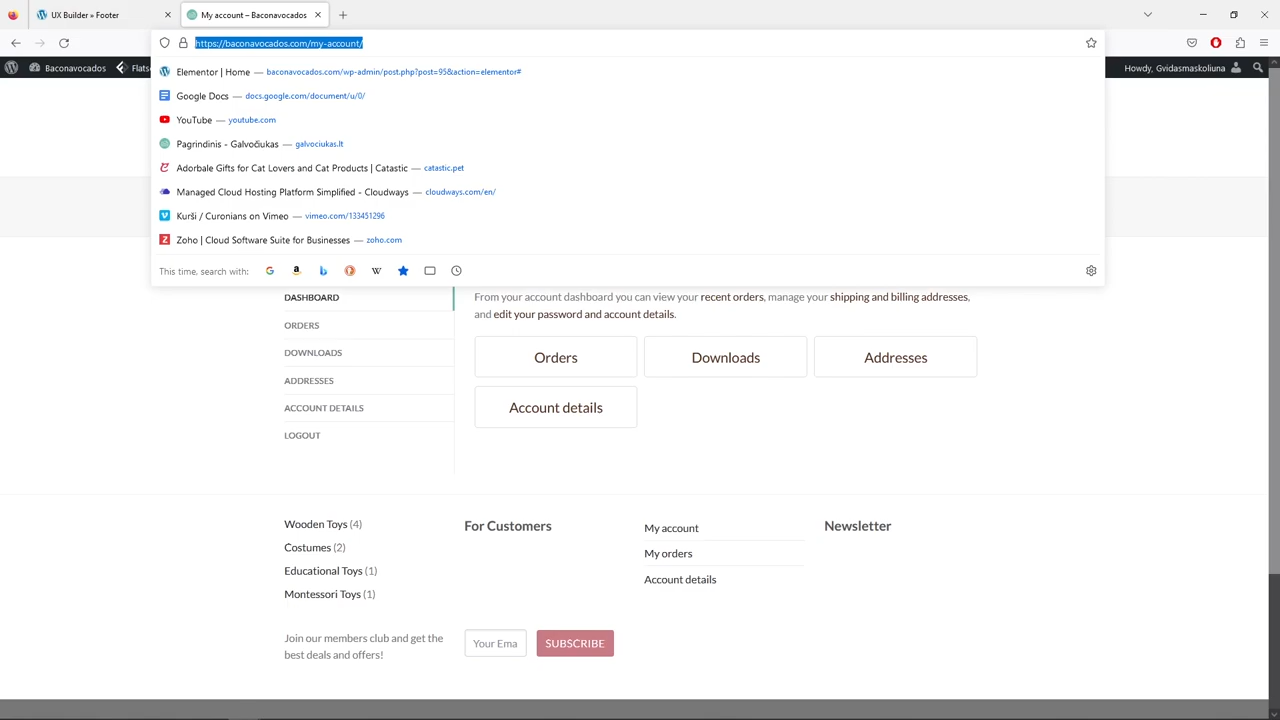 UX Builder » Footer
My account – Baconavocados
https://baconavocados.com/my-account/
Baconavocados
Flats
Howdy, Gvidasmaskoliuna
Elementor | Home — baconavocados.com/wp-admin/post.php?post=95&action=elementor#
Google Docs — docs.google.com/document/u/0/
YouTube — youtube.com
Pagrindinis - Galvočiukas — galvociukas.lt
Adorbale Gifts for Cat Lovers and Cat Products | Catastic — catastic.pet
Managed Cloud Hosting Platform Simplified - Cloudways — cloudways.com/en/
Kurši / Curonians on Vimeo — vimeo.com/133451296
Zoho | Cloud Software Suite for Businesses — zoho.com
This time, search with:
DASHBOARD
ORDERS
DOWNLOADS
ADDRESSES
ACCOUNT DETAILS
LOGOUT
From your account dashboard you can view your recent orders, manage your shipping and billing addresses,
and edit your password and account details.
Orders
Downloads
Addresses
Account details
Wooden Toys (4)
Costumes (2)
Educational Toys (1)
Montessori Toys (1)
For Customers
My account
My orders
Account details
Newsletter
Join our members club and get the
best deals and offers!
Your Ema
SUBSCRIBE